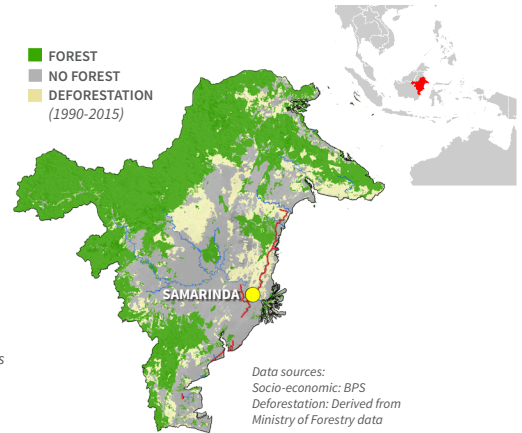 FOREST
NO FOREST
DEFORESTATION
(1990-2015)
SAMARINDA
s
Data sources:
Socio-economic: BPS
Deforestation: Derived from
Ministry of Forestry data